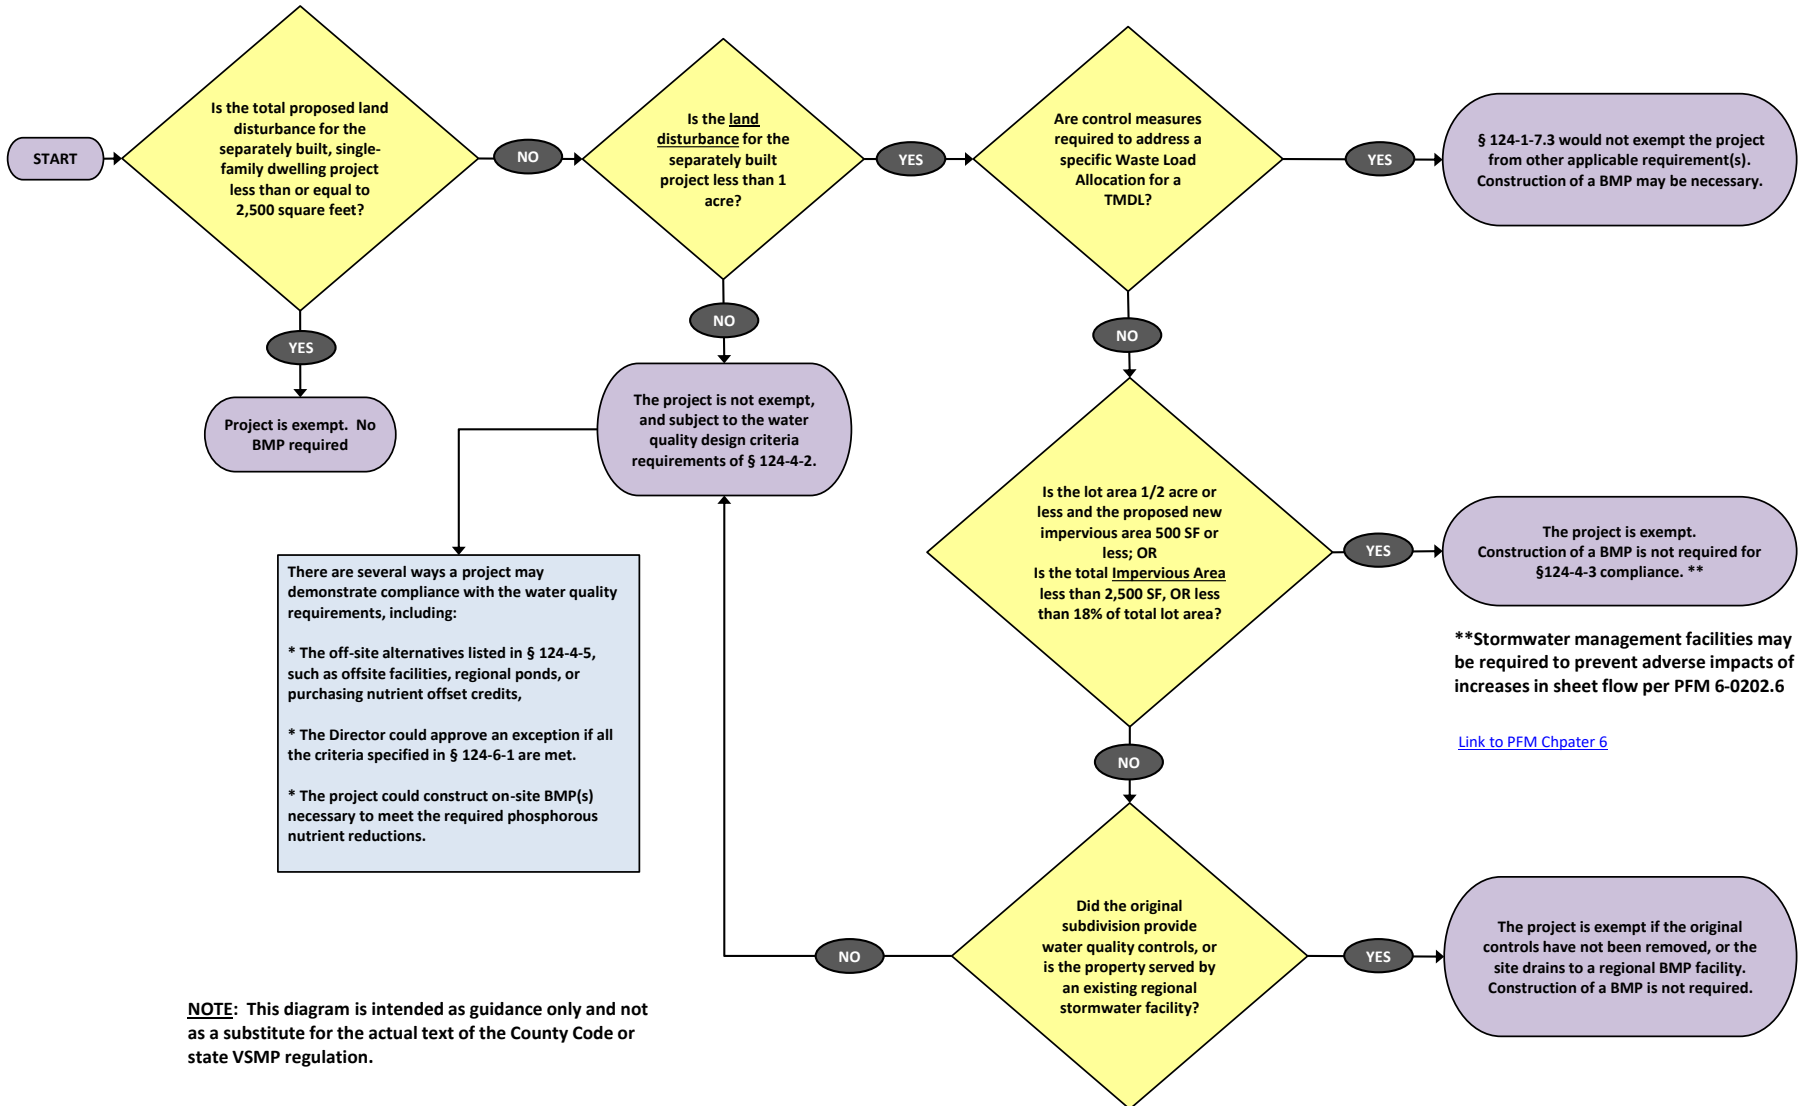 START
Is the total proposed land
disturbance for the
separately built, single-
family dwelling project
less than or equal to
2,500 square feet?
NO
Is the land
disturbance for the
separately built
project less than 1
acre?
YES
Are control measures
required to address a
specific Waste Load
Allocation for a
TMDL?
YES
§ 124-1-7.3 would not exempt the project
from other applicable requirement(s).
Construction of a BMP may be necessary.
YES
Project is exempt.  No
BMP required
NO
The project is not exempt,
and subject to the water
quality design criteria
requirements of § 124-4-2.
NO
There are several ways a project may
demonstrate compliance with the water quality
requirements, including:
* The off-site alternatives listed in § 124-4-5,
such as offsite facilities, regional ponds, or
purchasing nutrient offset credits,
* The Director could approve an exception if all
the criteria specified in § 124-6-1 are met.
* The project could construct on-site BMP(s)
necessary to meet the required phosphorous
nutrient reductions.
Is the lot area 1/2 acre or
less and the proposed new
impervious area 500 SF or
less; OR
Is the total Impervious Area
less than 2,500 SF, OR less
than 18% of total lot area?
YES
The project is exempt.
Construction of a BMP is not required for
§124-4-3 compliance. **
**Stormwater management facilities may
be required to prevent adverse impacts of
increases in sheet flow per PFM 6-0202.6
Link to PFM Chpater 6
NO
Did the original
subdivision provide
water quality controls, or
is the property served by
an existing regional
stormwater facility?
NO
YES
The project is exempt if the original
controls have not been removed, or the
site drains to a regional BMP facility.
Construction of a BMP is not required.
NOTE:  This diagram is intended as guidance only and not
as a substitute for the actual text of the County Code or
state VSMP regulation.